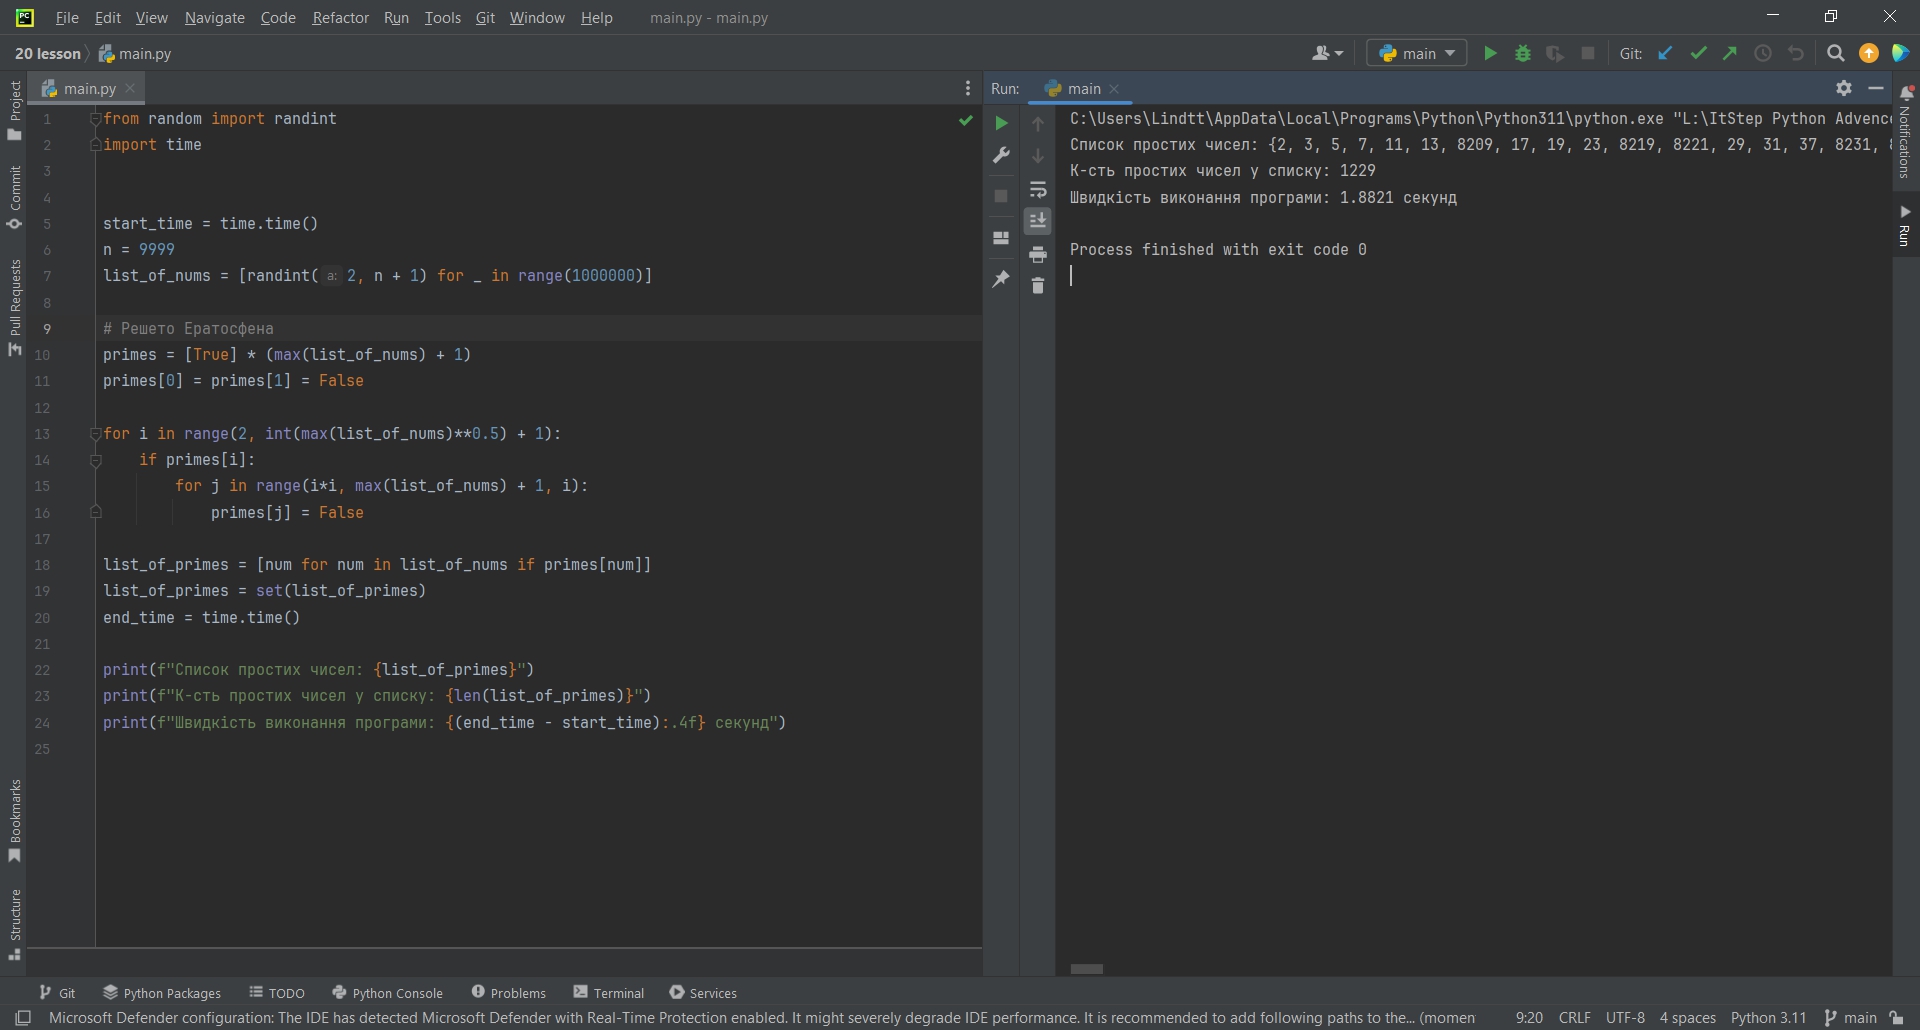 File Edit View Navigate Code Refactor Run Tools Git Window Help main.py - main.py
20 lesson main.py
main Git:
main.py
Run: main
Project
Commit
Pull Requests
Bookmarks
Structure
Notifications
Run
1 from random import randint
2 import time
3
4
5 start_time = time.time()
6 n = 9999
7 list_of_nums = [randint( a: 2, n + 1) for _ in range(1000000)]
8
9 # Решето Ератосфена
10 primes = [True] * (max(list_of_nums) + 1)
11 primes[0] = primes[1] = False
12
13 for i in range(2, int(max(list_of_nums)**0.5) + 1):
14 if primes[i]:
15 for j in range(i*i, max(list_of_nums) + 1, i):
16 primes[j] = False
17
18 list_of_primes = [num for num in list_of_nums if primes[num]]
19 list_of_primes = set(list_of_primes)
20 end_time = time.time()
21
22 print(f"Список простих чисел: {list_of_primes}")
23 print(f"К-сть простих чисел у списку: {len(list_of_primes)}")
24 print(f"Швидкість виконання програми: {(end_time - start_time):.4f} секунд")
25
C:\Users\Lindtt\AppData\Local\Programs\Python\Python311\python.exe "L:\ItStep Python Advenc
Список простих чисел: {2, 3, 5, 7, 11, 13, 8209, 17, 19, 23, 8219, 8221, 29, 31, 37, 8231,
К-сть простих чисел у списку: 1229
Швидкість виконання програми: 1.8821 секунд
Process finished with exit code 0
Git Python Packages TODO Python Console Problems Terminal Services
Microsoft Defender configuration: The IDE has detected Microsoft Defender with Real-Time Protection enabled. It might severely degrade IDE performance. It is recommended to add following paths to the... (momen 9:20 CRLF UTF-8 4 spaces Python 3.11 main